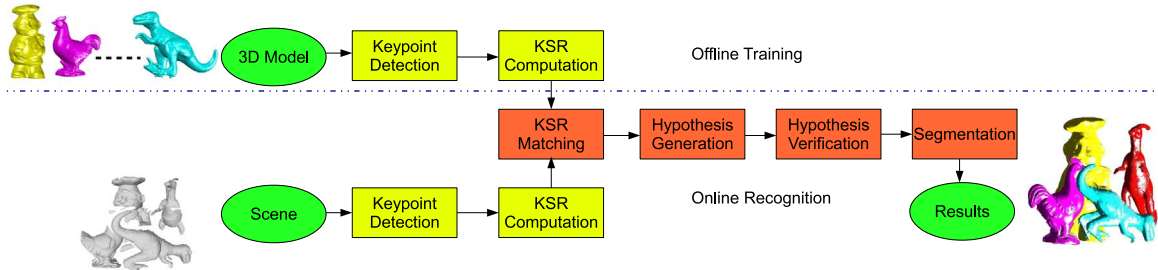 3D Model
Keypoint
Detection
KSR
Computation
Offline Training
KSR
Matching
Hypothesis
Generation
Hypothesis
Verification
Segmentation
Scene
Keypoint
Detection
KSR
Computation
Online Recognition
Results